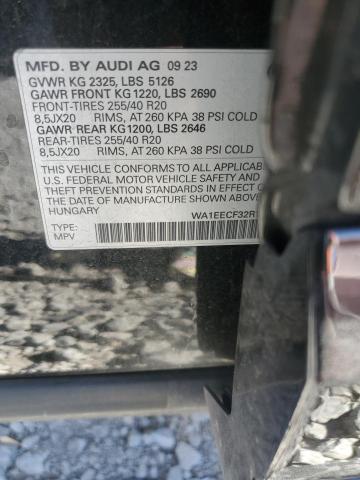 MFD. BY AUDI AG 09 23
GVWR KG 2325, LBS 5126
GAWR FRONT KG 1220, LBS 2690
FRONT-TIRES 255/40 R20
8,5JX20 RIMS, AT 260 KPA 38 PSI COLD
GAWR REAR KG 1200, LBS 2646
REAR-TIRES 255/40 R20
8,5JX20 RIMS, AT 260 KPA 38 PSI COLD
THIS VEHICLE CONFORMS TO ALL
U.S. FEDERAL MOTOR VEHICLE SAFETY AND
THEFT PREVENTION STANDARDS IN
THE DATE OF MANUFACTURE SHOWN ABOVE
HUNGARY WA1EECF32R
TYPE:
MPV